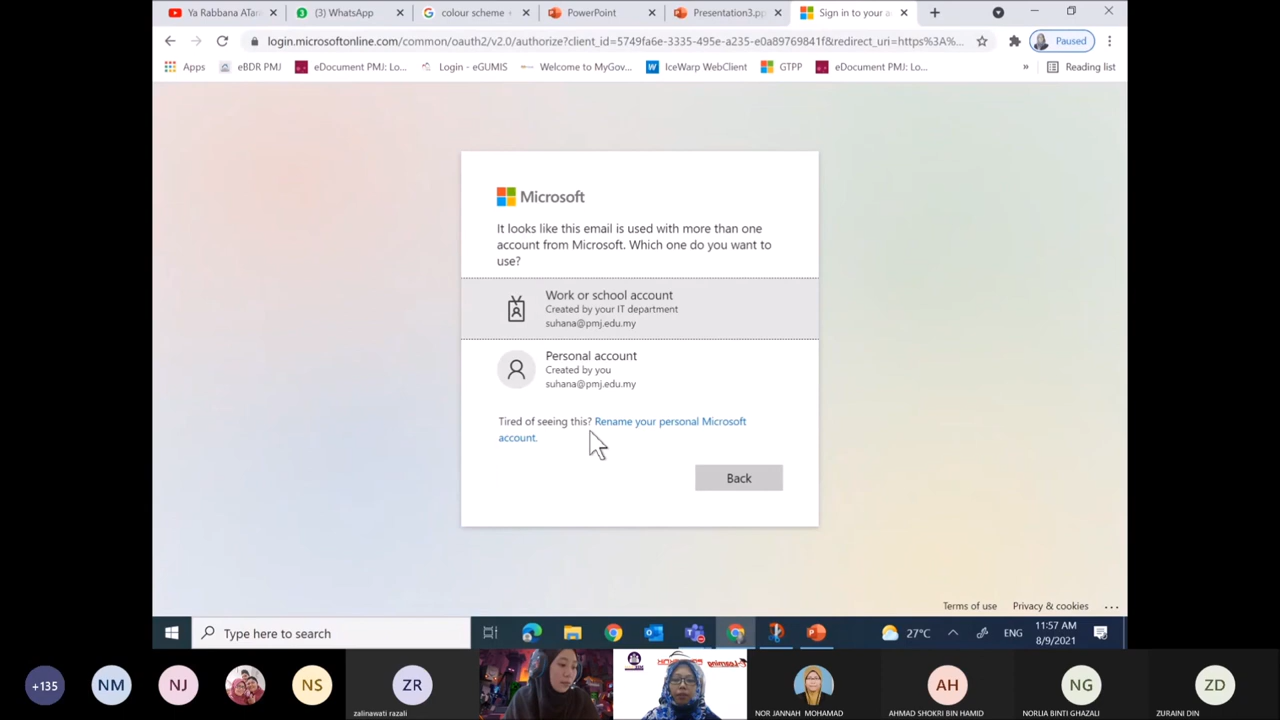 Ya Rabbana ATar
(3) WhatsApp
colour scheme
PowerPoint
Presentation3.pp
Sign in to your a
login.microsoftonline.com/common/oauth2/v2.0/authorize?client_id=5749fa6e-3335-495e-a235-e0a89769841f&redirect_uri=https%3A%...
Paused
Apps
eBDR PMJ
eDocument PMJ: Lo...
Login - eGUMIS
Welcome to MyGov...
IceWarp WebClient
GTPP
eDocument PMJ: Lo...
»
Reading list
Microsoft
It looks like this email is used with more than one
account from Microsoft. Which one do you want to
use?
Work or school account
Created by your IT department
suhana@pmj.edu.my
Personal account
Created by you
suhana@pmj.edu.my
Tired of seeing this? Rename your personal Microsoft
account.
Back
Terms of use
Privacy & cookies
...
Type here to search
27°C
ENG
11:57 AM
8/9/2021
+135
NM
NJ
NS
ZR
zalinawati razali
NOR JANNAH MOHAMAD
AH
AHMAD SHOKRI BIN HAMID
NG
NORLIA BINTI GHAZALI
ZD
ZURAINI DIN